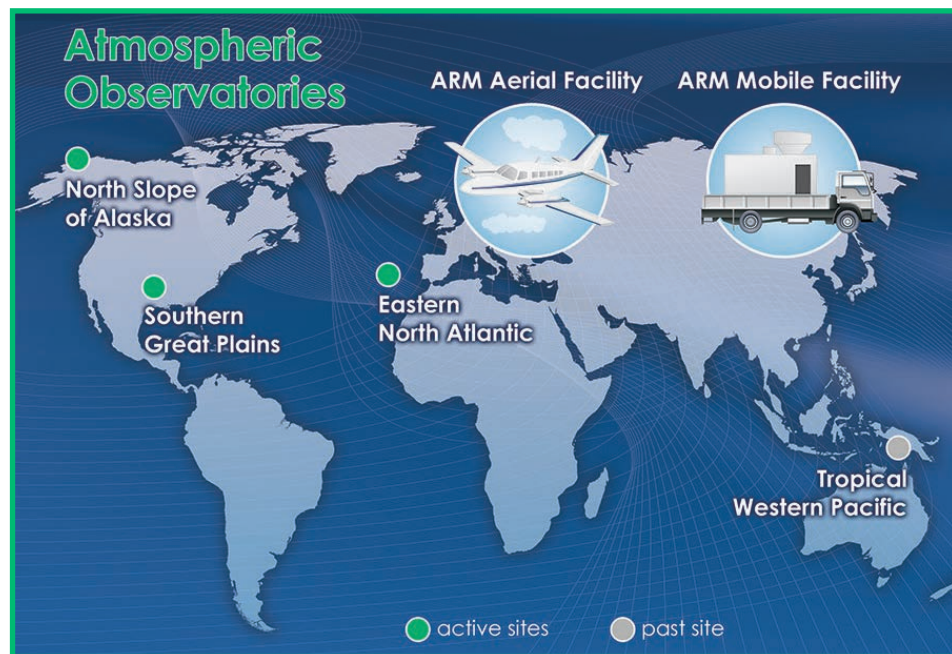 Atmospheric
Observatories
ARM Aerial Facility
ARM Mobile Facility
North Slope
of Alaska
Southern
Great Plains
Eastern
North Atlantic
Tropical
Western Pacific
active sites
past site